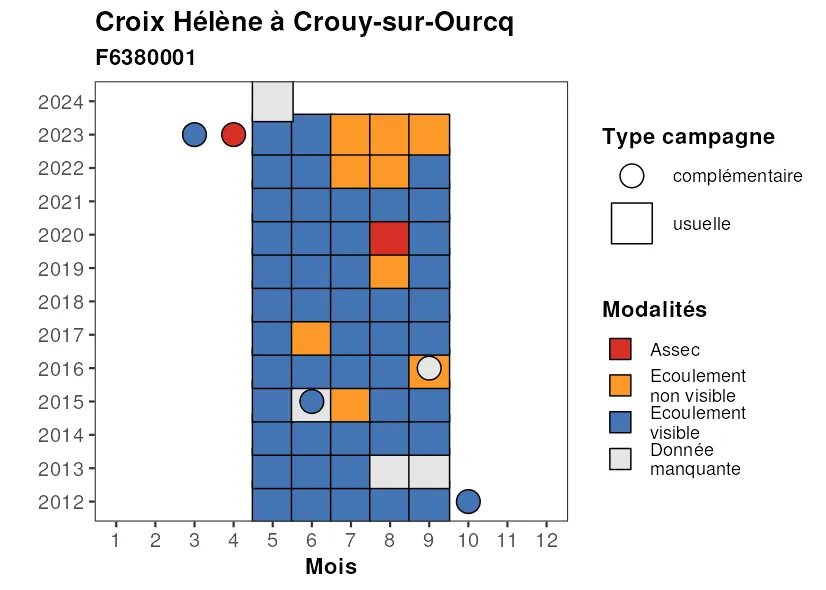 Croix Hélène à Crouy-sur-Ourcq
F6380001
2024
2023
2022
2021
2020
2019
2018
2017
2016
2015
2014
2013
2012
1 2 3 4 5 6 7 8 9 10 11 12
Mois
Type campagne
complémentaire
usuelle
Modalités
Assec
Ecoulement
non visible
Ecoulement
visible
Donnée
manquante